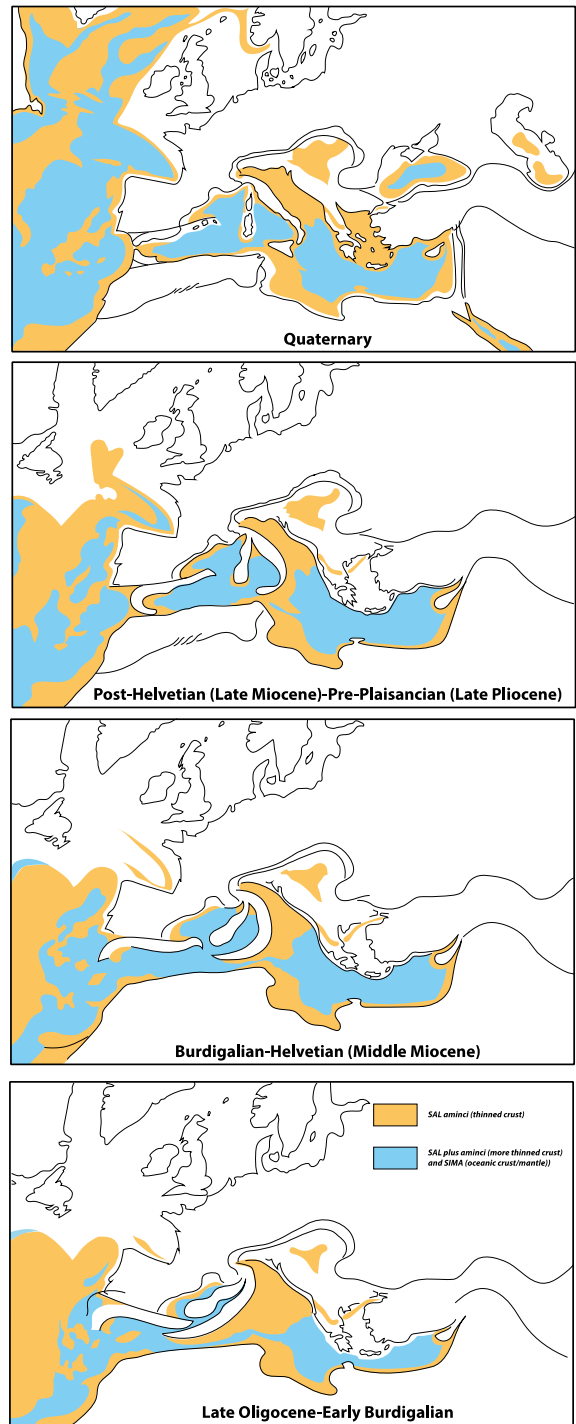 Quaternary
Post-Helvetian (Late Miocene)-Pre-Plaisancian (Late Pliocene)
Burdigalian-Helvetian (Middle Miocene)
SAL aminci (thinned crust)
SAL plus aminci (more thinned crust)
and SIMA (oceanic crust/mantle))
Late Oligocene-Early Burdigalian